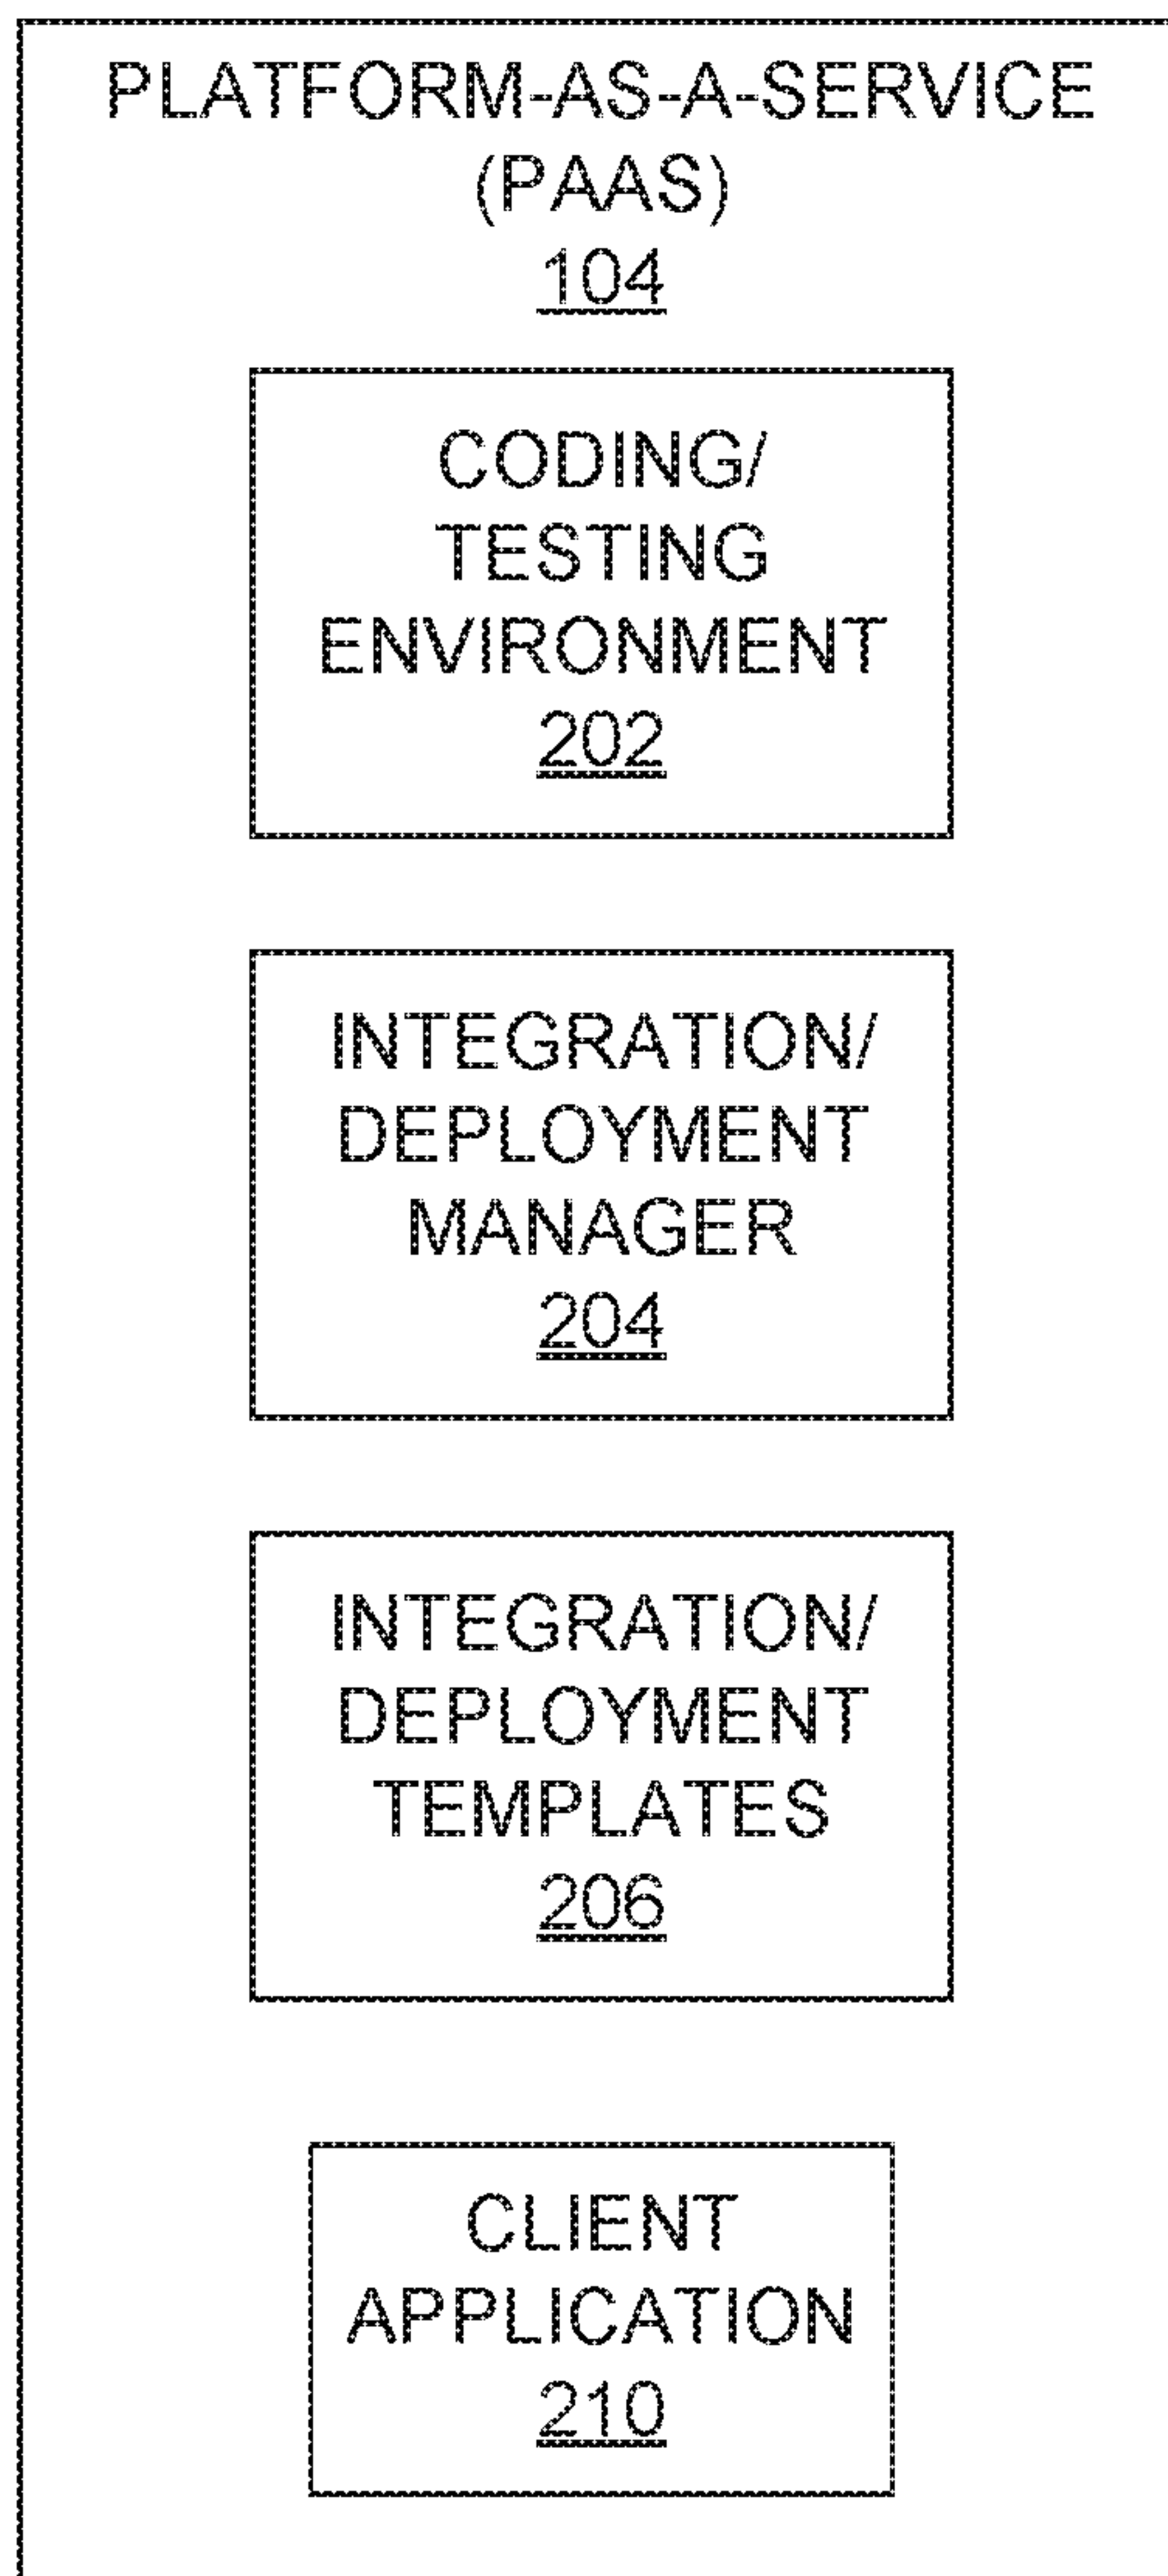 PLATFORM-AS-A-SERVICE
(PAAS)
104
CODING/
TESTING
ENVIRONMENT
202
INTEGRATION/
DEPLOYMENT
MANAGER
204
INTEGRATION/
DEPLOYMENT
TEMPLATES
206
CLIENT
APPLICATION
210